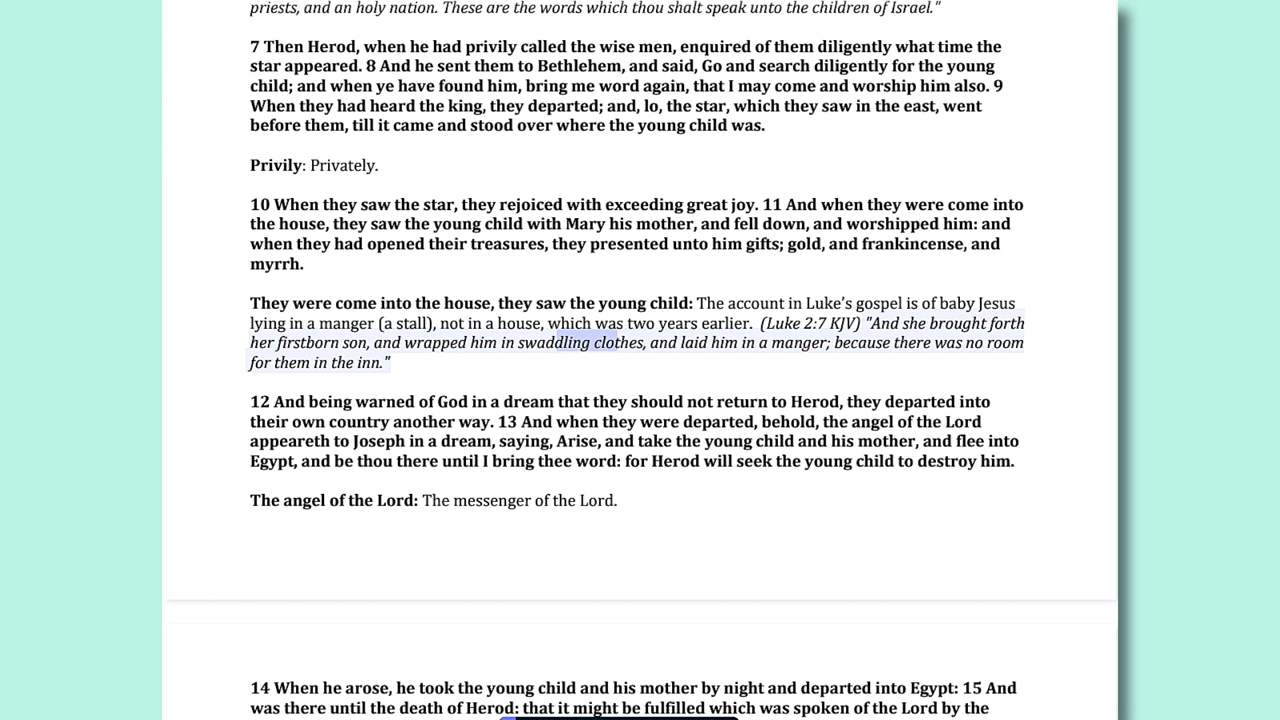 priests, and an holy nation. These are the words which thou shalt speak unto the children of Israel."
7 Then Herod, when he had privily called the wise men, enquired of them diligently what time the
star appeared. 8 And he sent them to Bethlehem, and said, Go and search diligently for the young
child; and when ye have found him, bring me word again, that I may come and worship him also. 9
When they had heard the king, they departed; and, lo, the star, which they saw in the east, went
before them, till it came and stood over where the young child was.
Privily: Privately.
10 When they saw the star, they rejoiced with exceeding great joy. 11 And when they were come into
the house, they saw the young child with Mary his mother, and fell down, and worshipped him: and
when they had opened their treasures, they presented unto him gifts; gold, and frankincense, and
myrrh.
They were come into the house, they saw the young child: The account in Luke's gospel is of baby Jesus
lying in a manger (a stall), not in a house, which was two years earlier. (Luke 2:7 KJV) "And she brought forth
her firstborn son, and wrapped him in swaddling clothes, and laid him in a manger; because there was no room
for them in the inn."
12 And being warned of God in a dream that they should not return to Herod, they departed into
their own country another way. 13 And when they were departed, behold, the angel of the Lord
appeareth to Joseph in a dream, saying, Arise, and take the young child and his mother, and flee into
Egypt, and be thou there until I bring thee word: for Herod will seek the young child to destroy him.
The angel of the Lord: The messenger of the Lord.
14 When he arose, he took the young child and his mother by night and departed into Egypt: 15 And
was there until the death of Herod: that it might be fulfilled which was spoken of the Lord by the